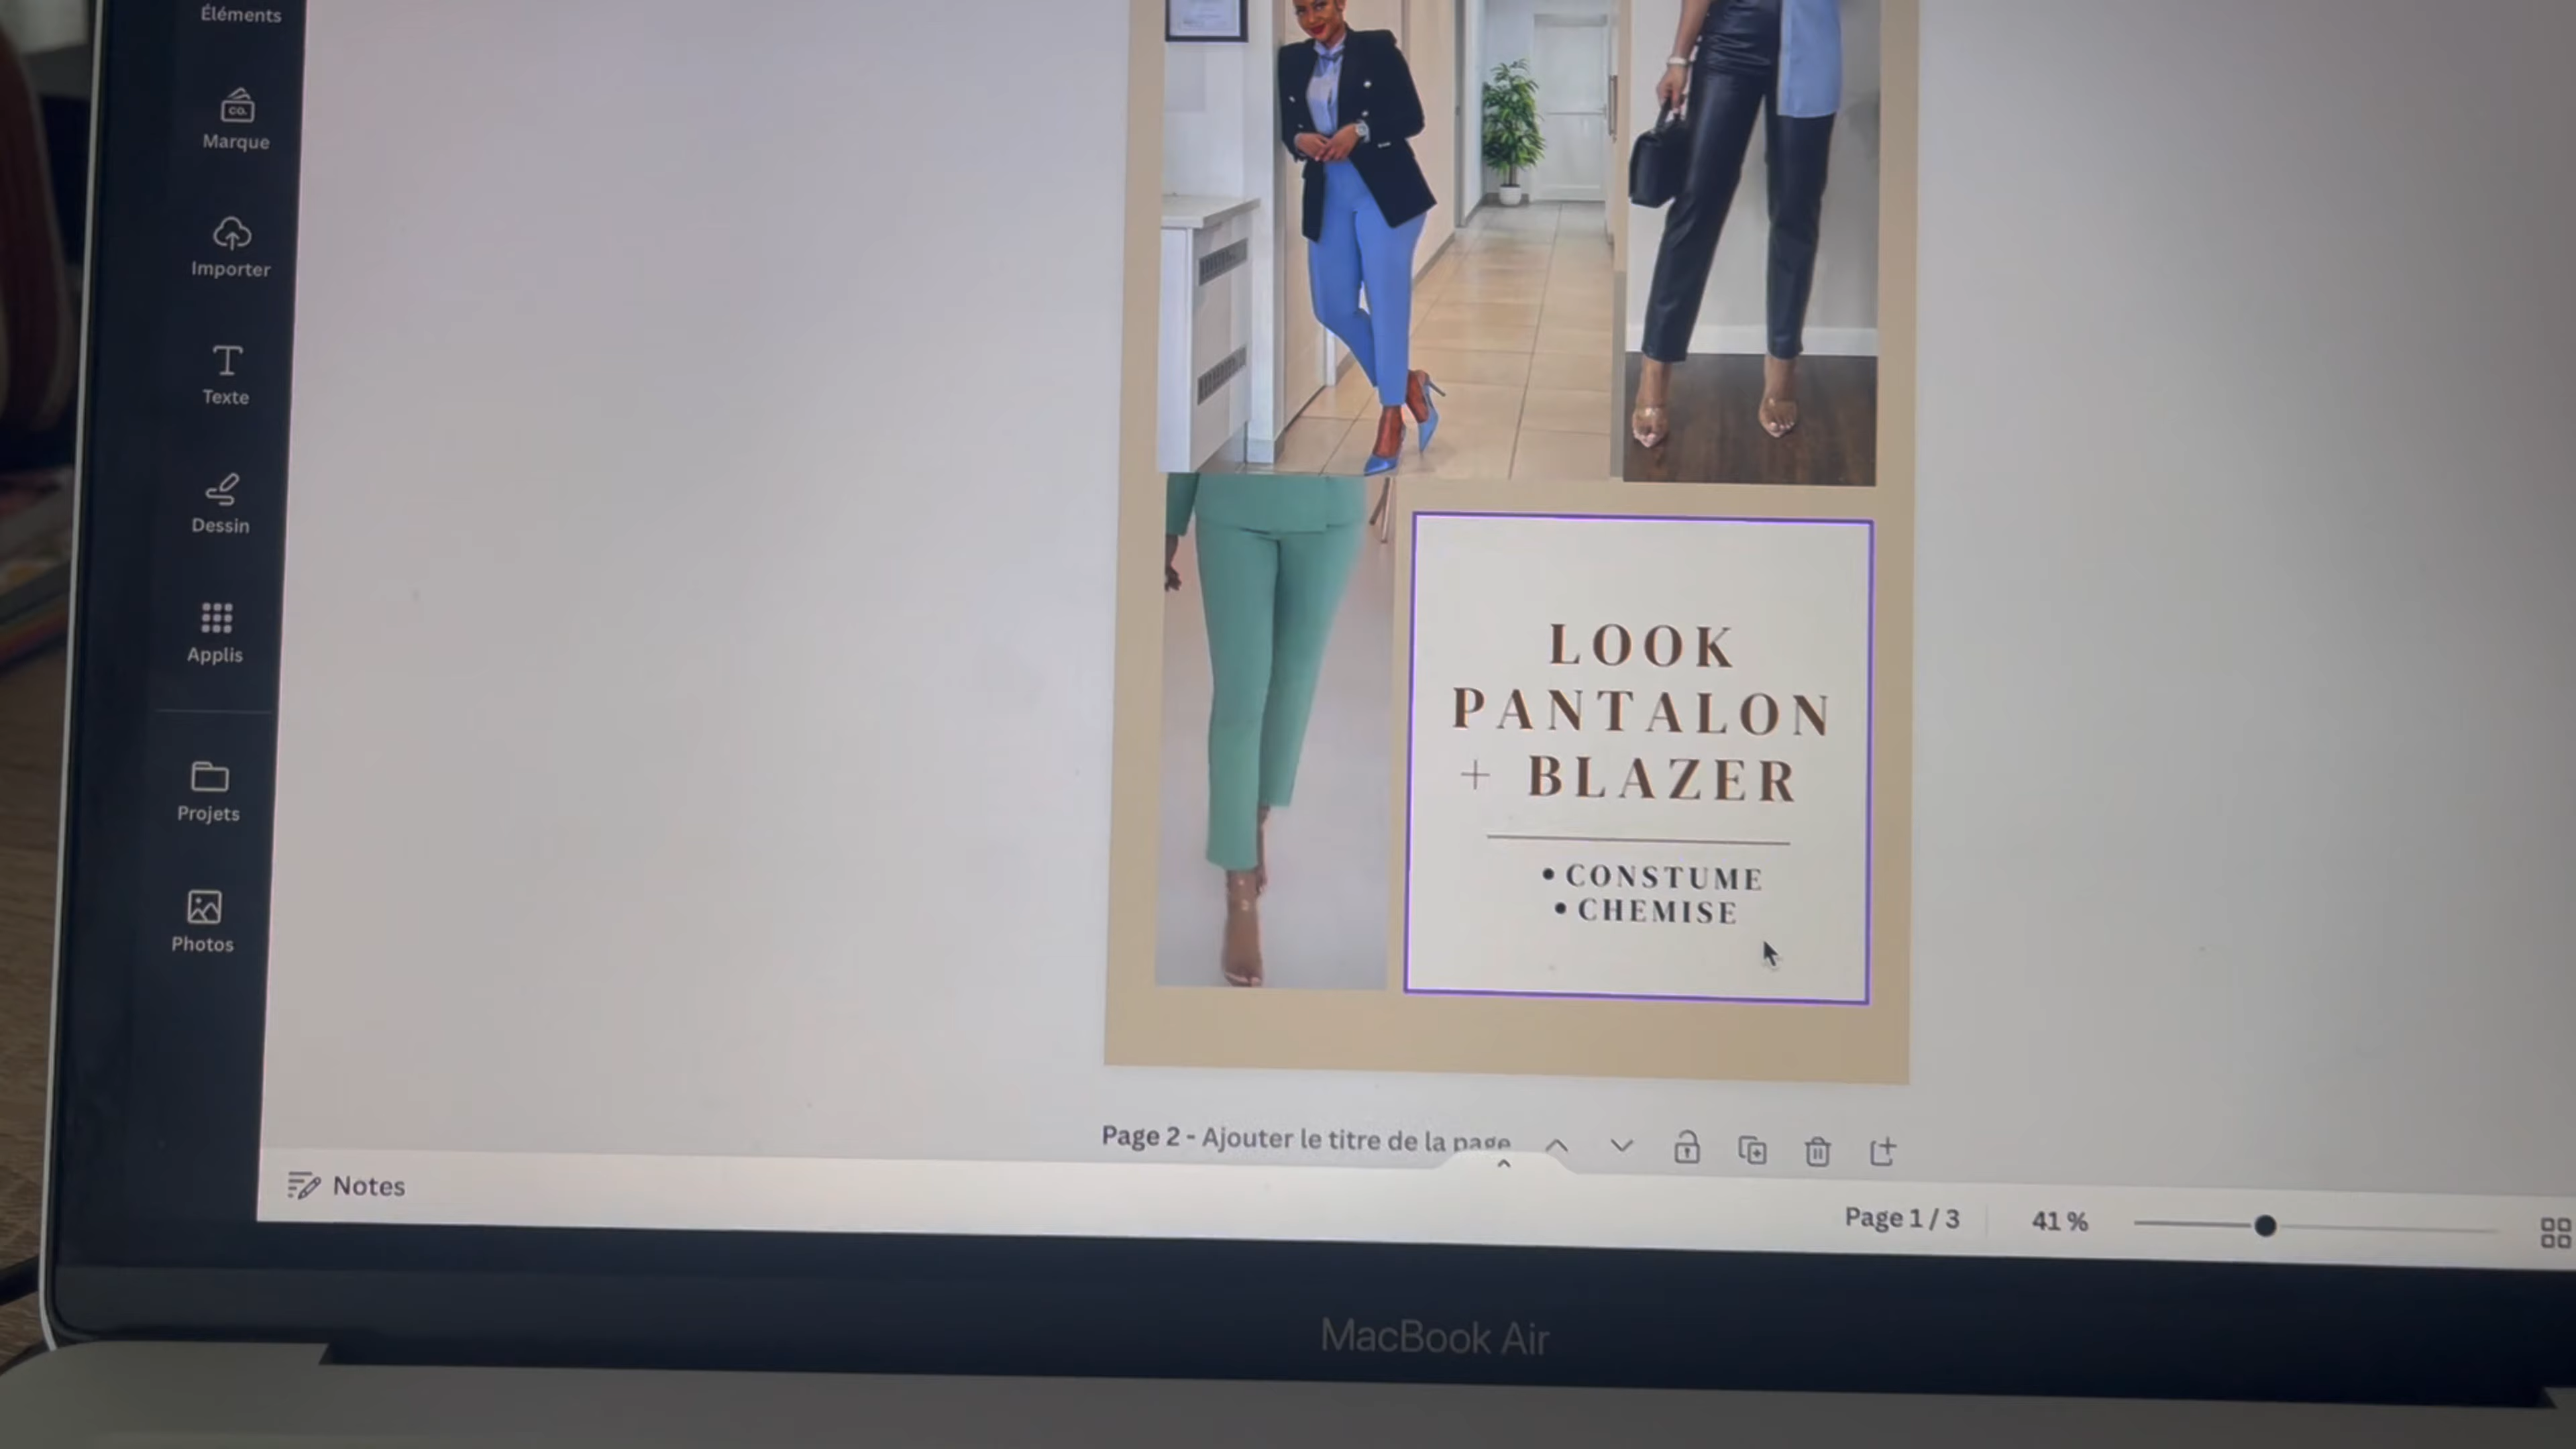 Éléments
Marque
CO.
Importer
Texte
Dessin
Applis
Projets
Photos
LOOK
PANTALON
+ BLAZER
• CONSTUME
• CHEMISE
Page 2 - Ajouter le titre de la page
Notes
Page 1 / 3
41 %
MacBook Air